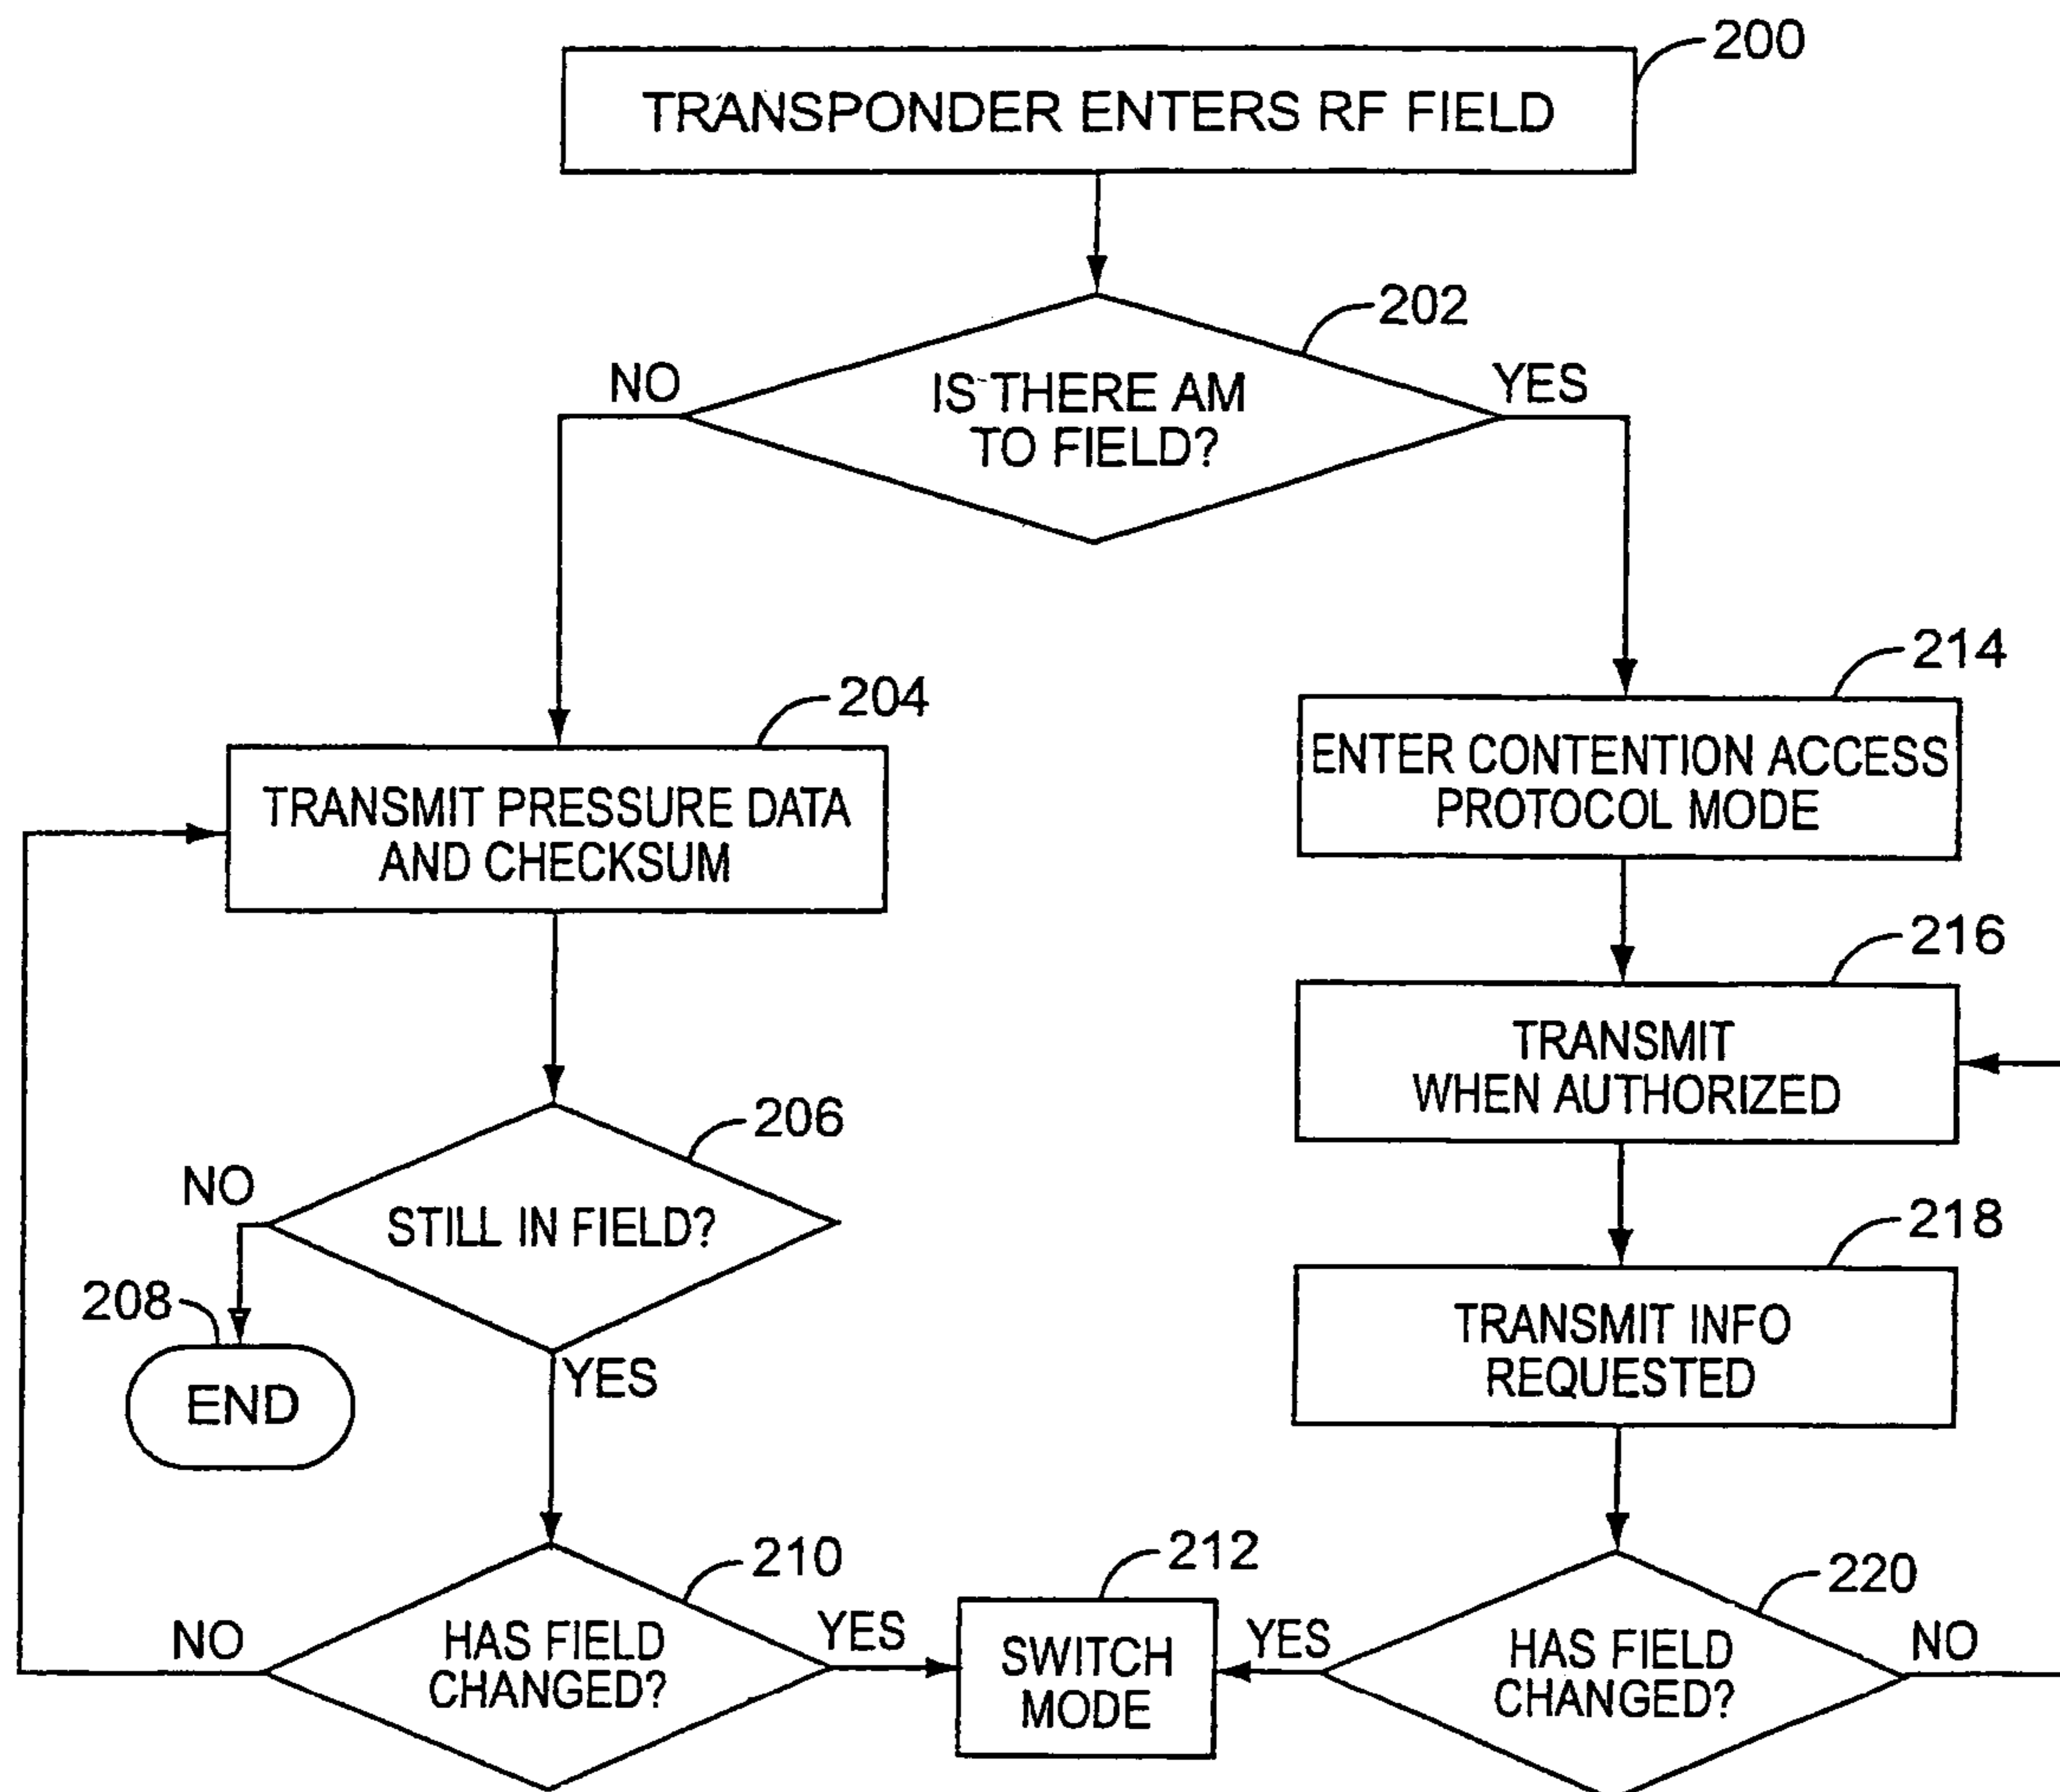 200
TRANSPONDER ENTERS RF FIELD
202
NO
IS THERE AM
TO FIELD?
YES
204
TRANSMIT PRESSURE DATA
AND CHECKSUM
214
ENTER CONTENTION ACCESS
PROTOCOL MODE
216
TRANSMIT
WHEN AUTHORIZED
206
NO
STILL IN FIELD?
YES
208
END
218
TRANSMIT INFO
REQUESTED
210
NO
HAS FIELD
CHANGED?
YES
212
SWITCH
MODE
220
YES
HAS FIELD
CHANGED?
NO